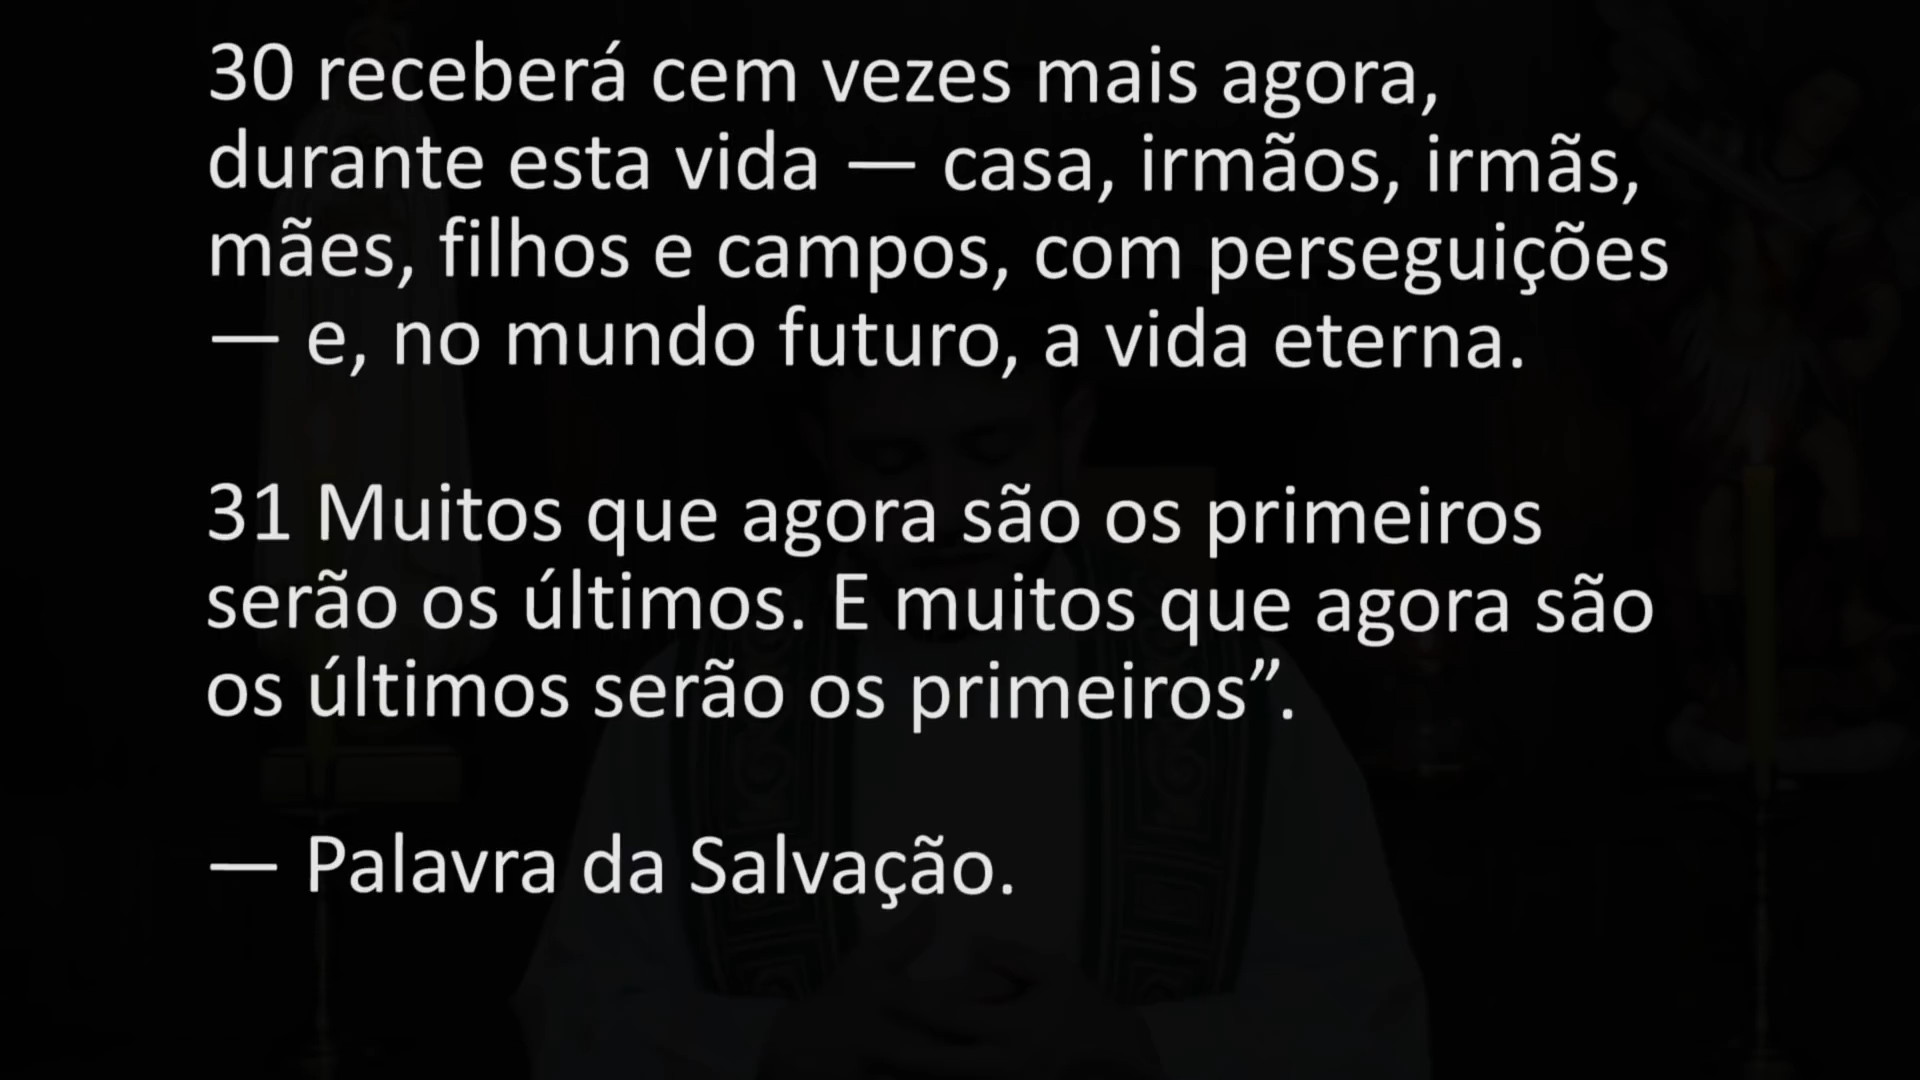 30 receberá cem vezes mais agora,
durante esta vida — casa, irmãos, irmãs,
mães, filhos e campos, com perseguições
— e, no mundo futuro, a vida eterna.
31 Muitos que agora são os primeiros
serão os últimos. E muitos que agora são
os últimos serão os primeiros”.
— Palavra da Salvação.